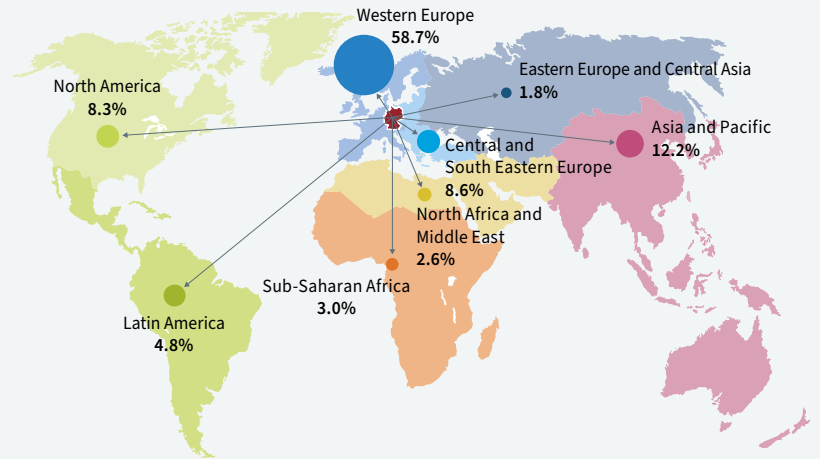 Western Europe
58.7%
North America
8.3%
Eastern Europe and Central Asia
1.8%
Asia and Pacific
12.2%
Central and
South Eastern Europe
8.6%
North Africa and
Middle East
2.6%
Sub-Saharan Africa
3.0%
Latin America
4.8%